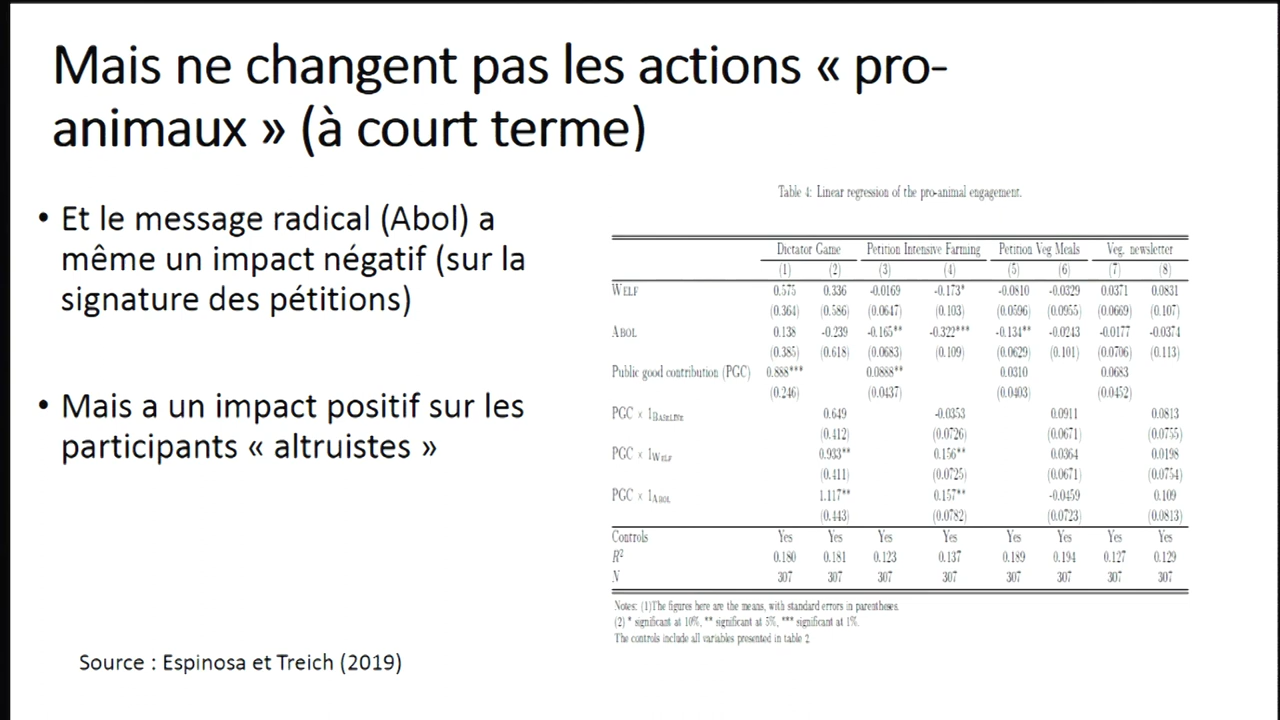 Mais ne changent pas les actions « pro-
animaux » (à court terme)
• Et le message radical (Abol) a
même un impact négatif (sur la
signature des pétitions)
• Mais a un impact positif sur les
participants « altruistes »
Source : Espinosa et Treich (2019)
Table 4: Linear regression of the pro-animal engagement.
Dictator Game Petition Intensive Farming Petition Veg Meals Veg. newsletter
(1) (2) (3) (4) (5) (6) (7) (8)
WELF 0.575 0.336 -0.0169 -0.173* -0.0810 -0.0329 0.0371 0.0831
(0.364) (0.586) (0.0647) (0.103) (0.0596) (0.0955) (0.0669) (0.107)
ABOL 0.138 -0.239 -0.165** -0.322*** -0.134** -0.0243 -0.0177 -0.0374
(0.385) (0.618) (0.0683) (0.109) (0.0629) (0.101) (0.0706) (0.113)
Public good contribution (PGC) 0.888*** 0.0888** 0.0310 0.0683
(0.246) (0.0437) (0.0403) (0.0452)
PGC × 1BASELINE 0.649 -0.0353 0.0911 0.0813
(0.412) (0.0726) (0.0671) (0.0755)
PGC × 1WELF 0.933** 0.156** 0.0364 0.0198
(0.411) (0.0725) (0.0671) (0.0754)
PGC × 1ABOL 1.117** 0.157** -0.0459 0.109
(0.443) (0.0782) (0.0723) (0.0813)
Controls Yes Yes Yes Yes Yes Yes Yes Yes
R² 0.180 0.181 0.123 0.137 0.189 0.194 0.127 0.129
N 307 307 307 307 307 307 307 307
Notes: (1)The figures here are the means, with standard errors in parentheses.
(2) * significant at 10%, ** significant at 5%, *** significant at 1%.
The controls include all variables presented in table 2.